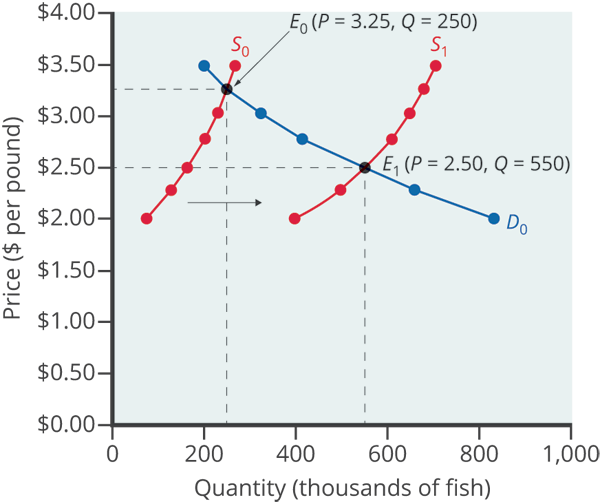 $4.00
E0 (P = 3.25, Q = 250)
S0
S1
$3.50
$3.00
$2.50
E1 (P = 2.50, Q = 550)
$2.00
D0
$1.50
$1.00
$0.50
$0.00
Price ($ per pound)
0 200 400 600 800 1,000
Quantity (thousands of fish)